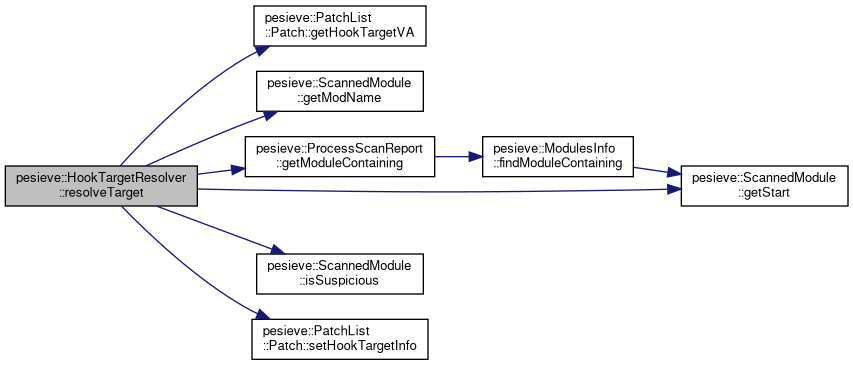 pesieve::PatchList
::Patch::getHookTargetVA
pesieve::ScannedModule
::getModName
pesieve::ProcessScanReport
::getModuleContaining
pesieve::ModulesInfo
::findModuleContaining
pesieve::HookTargetResolver
::resolveTarget
pesieve::ScannedModule
::getStart
pesieve::ScannedModule
::isSuspicious
pesieve::PatchList
::Patch::setHookTargetInfo